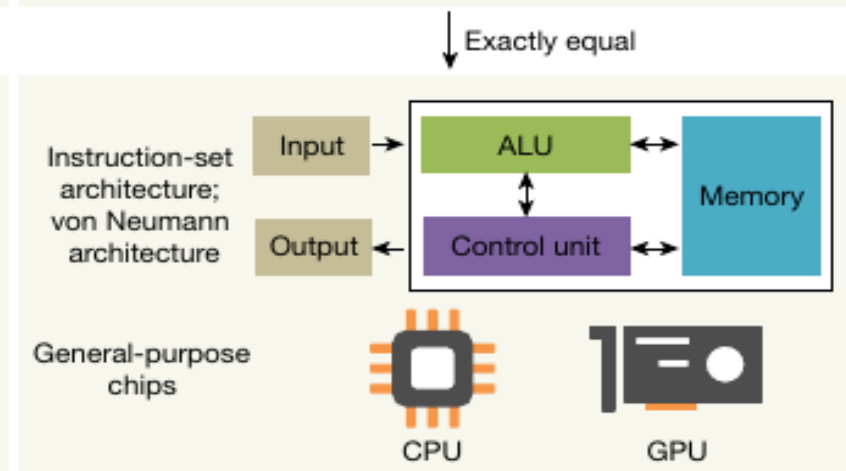 Exactly equal
Instruction-set
architecture;
von Neumann
architecture
Input
ALU
Memory
Output
Control unit
General-purpose
chips
CPU
GPU